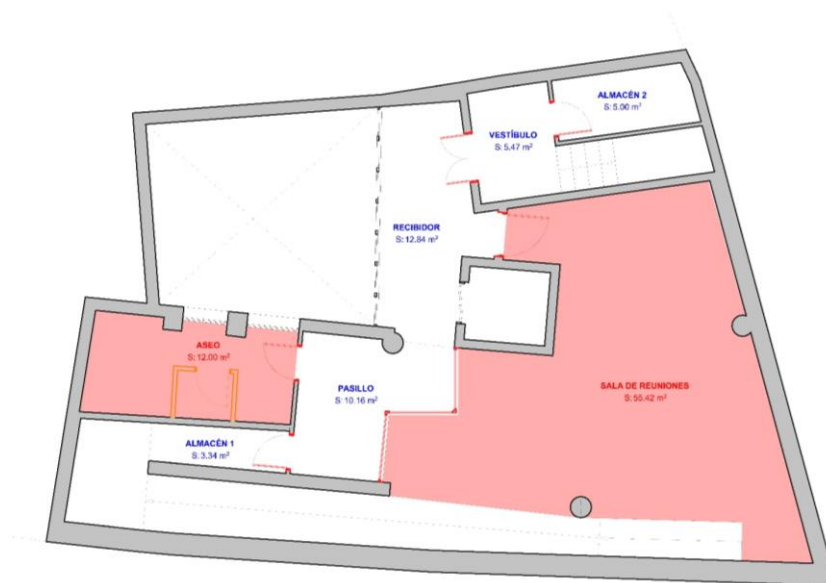 ALMACÉN 2
S: 5.00 m²
VESTÍBULO
S: 5.47 m²
RECIBIDOR
S: 12.84 m²
ASEO
S: 12.00 m²
PASILLO
S: 10.16 m²
SALA DE REUNIONES
S: 55.42 m²
ALMACÉN 1
S: 3.34 m²